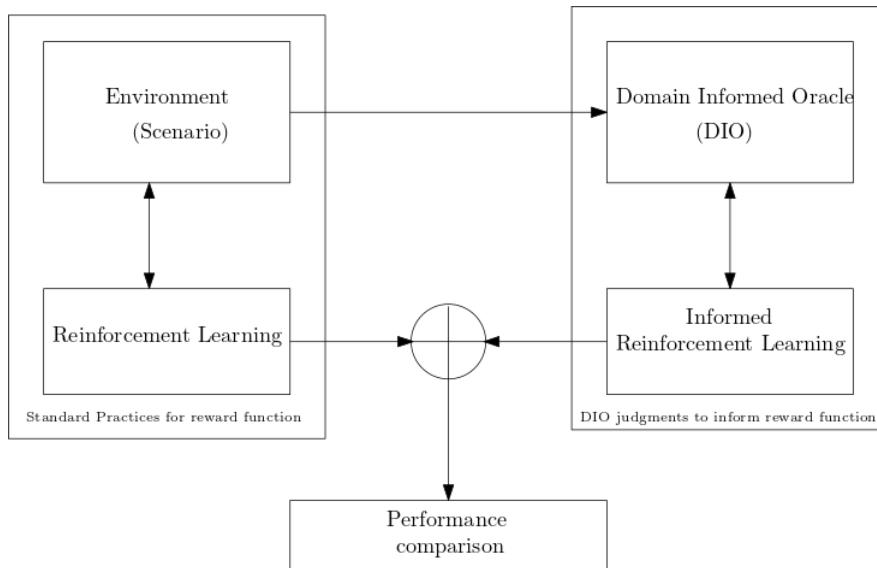 Environment
(Scenario)
Domain Informed Oracle
(DIO)
Reinforcement Learning
Informed
Reinforcement Learning
Standard Practices for reward function
DIO judgments to inform reward function
Performance
comparison